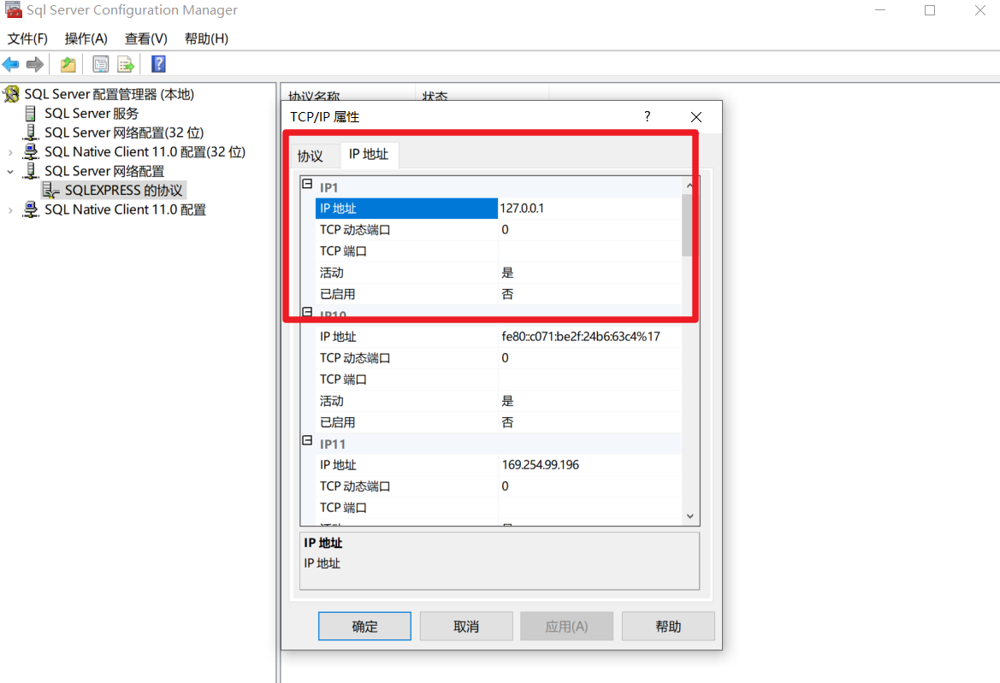 Sql Server Configuration Manager
文件(F) 操作(A) 查看(V) 帮助(H)
SQL Server 配置管理器 (本地)
SQL Server 服务
SQL Server 网络配置(32 位)
SQL Native Client 11.0 配置(32 位)
SQL Server 网络配置
SQLEXPRESS 的协议
SQL Native Client 11.0 配置
协议名称 状态
TCP/IP 属性
协议 IP 地址
IP1
IP 地址 127.0.0.1
TCP 动态端口 0
TCP 端口
活动 是
已启用 否
IP10
IP 地址 fe80::c071:be2f:24b6:63c4%17
TCP 动态端口 0
TCP 端口
活动 是
已启用 否
IP11
IP 地址 169.254.99.196
TCP 动态端口 0
TCP 端口
活动 是
IP 地址
IP 地址
确定 取消 应用(A) 帮助